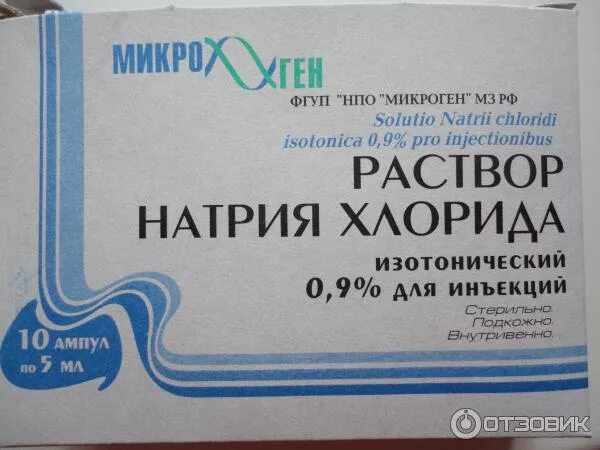 МИКРОГЕН
ФГУП "НПО "МИКРОГЕН" МЗ РФ
Solutio Natrii chloridi
isotonica 0,9% pro injectionibus
РАСТВОР
НАТРИЯ ХЛОРИДА
ИЗОТОНИЧЕСКИЙ
0,9% ДЛЯ ИНЪЕКЦИЙ
Стерильно.
Подкожно.
Внутривенно.
10 АМПУЛ
по 5 МЛ
ОТЗОВИК